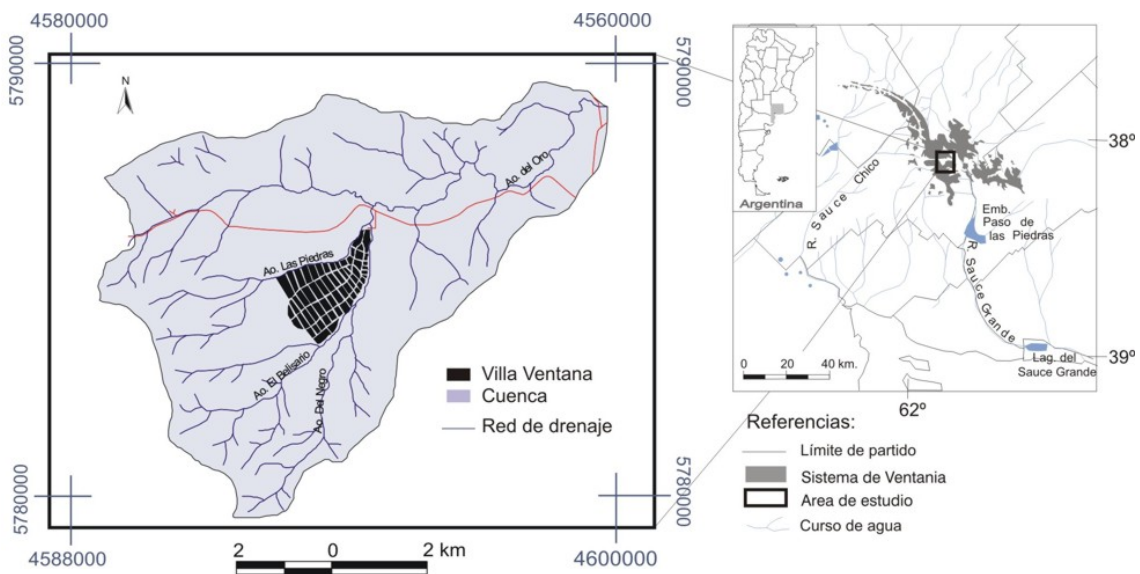 4580000
4560000
5790000
5790000
N
Ao. del Oro
Ao. Las Piedras
Ao. El Belisario
Ao. Del Negro
Villa Ventana
Cuenca
Red de drenaje
5780000
5780000
4588000
4600000
2 0 2 km
Argentina
R. Sauce Chico
Emb.
Paso de
las Piedras
R. Sauce Grande
Lag. del
Sauce Grande
38º
39º
62º
0 20 40 km.
Referencias:
Límite de partido
Sistema de Ventania
Area de estudio
Curso de agua